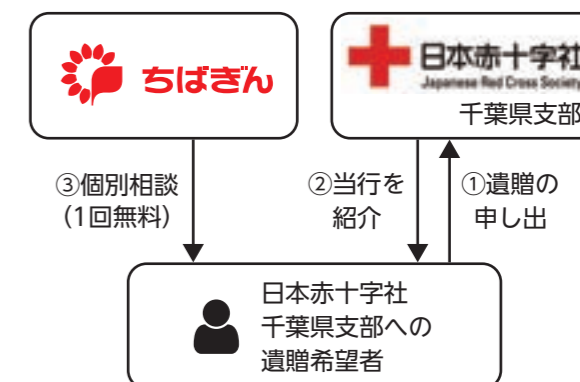 ちばぎん
日本赤十字社
Japanese Red Cross Society
千葉県支部
③個別相談
(1回無料)
②当行を
紹介
①遺贈の
申し出
日本赤十字社
千葉県支部への
遺贈希望者